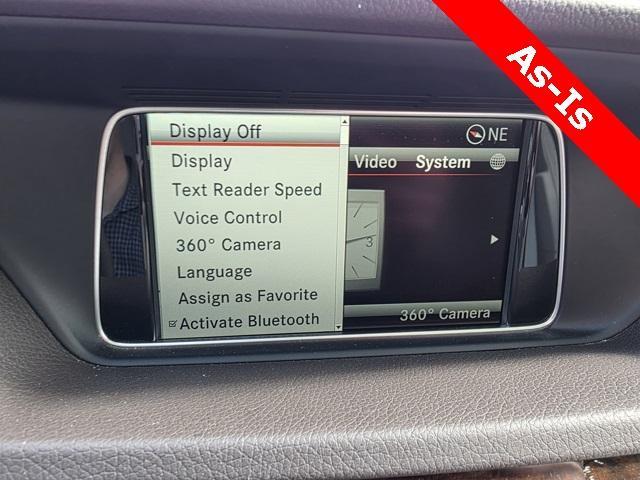 As-Is
Display Off
NE
Display
Video System
Text Reader Speed
Voice Control
360° Camera
3
Language
Assign as Favorite
360° Camera
Activate Bluetooth